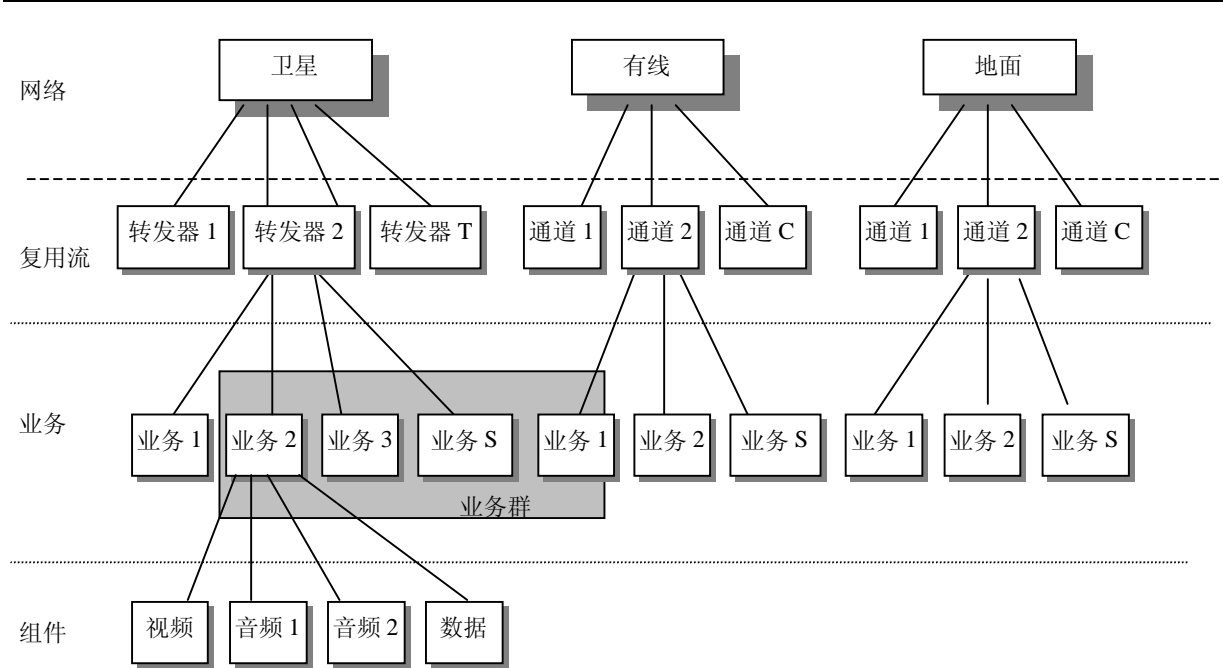 卫星 有线 地面
网络
转发器 1 转发器 2 转发器 T 通道 1 通道 2 通道 C 通道 1 通道 2 通道 C
复用流
业务
业务 1 业务 2 业务 3 业务 S 业务 1 业务 2 业务 S 业务 1 业务 2 业务 S
业务群
组件 视频 音频 1 音频 2 数据